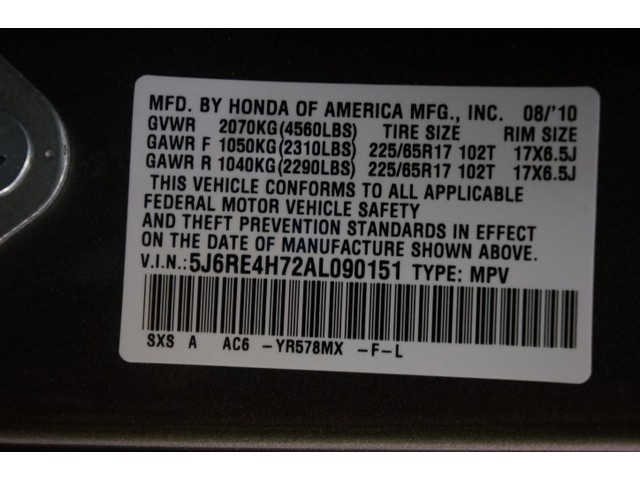 MFD. BY HONDA OF AMERICA MFG., INC. 08/'10
GVWR 2070KG(4560LBS) TIRE SIZE RIM SIZE
GAWR F 1050KG(2310LBS) 225/65R17 102T 17X6.5J
GAWR R 1040KG(2290LBS) 225/65R17 102T 17X6.5J
THIS VEHICLE CONFORMS TO ALL APPLICABLE
FEDERAL MOTOR VEHICLE SAFETY
AND THEFT PREVENTION STANDARDS IN EFFECT
ON THE DATE OF MANUFACTURE SHOWN ABOVE.
V.I.N.:5J6RE4H72AL090151 TYPE: MPV
SXS A AC6 -YR578MX -F-L